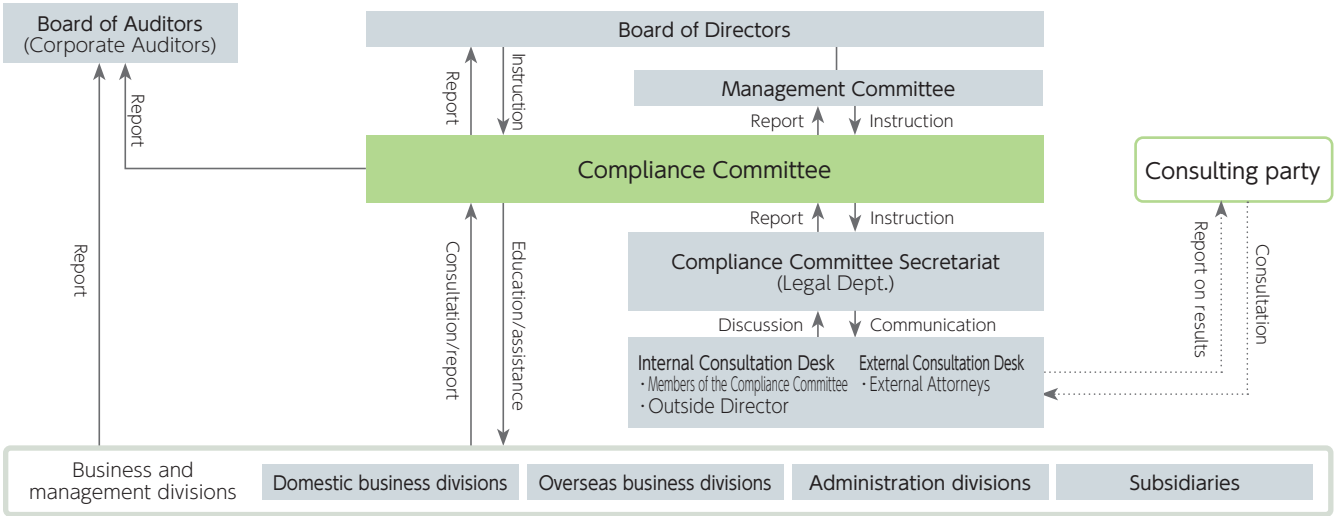 Board of Auditors
(Corporate Auditors)
Board of Directors
Management Committee
Report
Instruction
Report
Instruction
Report
Compliance Committee
Consulting party
Report
Instruction
Report
Consultation/report
Education/assistance
Compliance Committee Secretariat
(Legal Dept.)
Report on results
Consultation
Discussion
Communication
Internal Consultation Desk
・Members of the Compliance Committee
・Outside Director
External Consultation Desk
・External Attorneys
Business and
management divisions
Domestic business divisions
Overseas business divisions
Administration divisions
Subsidiaries